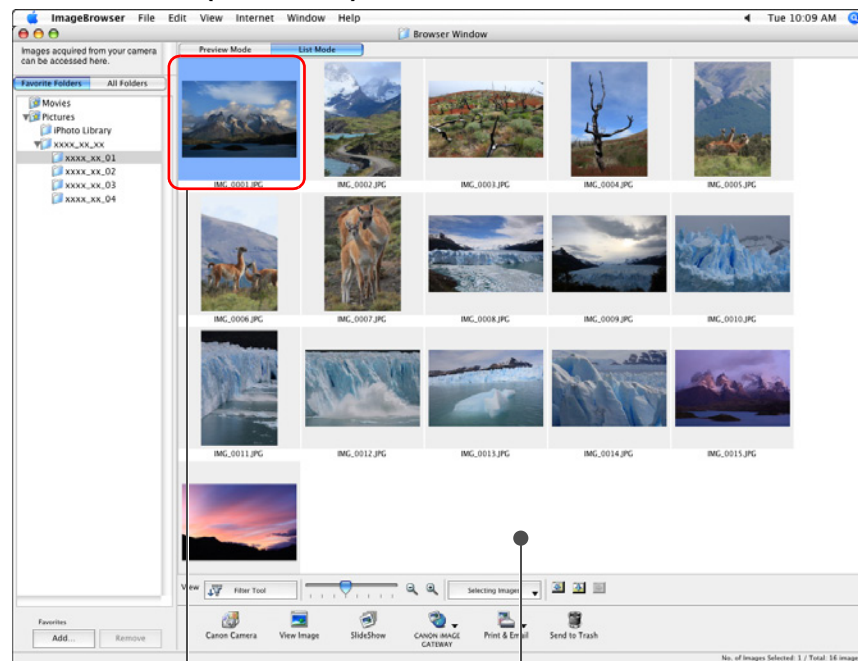 ImageBrowser File Edit View Internet Window Help Tue 10:09 AM
Browser Window
Images acquired from your camera
can be accessed here.
Preview Mode List Mode
Favorite Folders All Folders
Movies
Pictures
iPhoto Library
xxxx_xx_xx
xxxx_xx_01
xxxx_xx_02
xxxx_xx_03
xxxx_xx_04
IMG_0001.JPG IMG_0002.JPG IMG_0003.JPG IMG_0004.JPG IMG_0005.JPG
IMG_0006.JPG IMG_0007.JPG IMG_0008.JPG IMG_0009.JPG IMG_0010.JPG
IMG_0011.JPG IMG_0012.JPG IMG_0013.JPG IMG_0014.JPG IMG_0015.JPG
View Filter Tool Selecting Images
Favorites
Add... Remove
Canon Camera View Image SlideShow CANON iMAGE GATEWAY Print & Email Send to Trash
No. of Images Selected: 1 / Total: 16 image